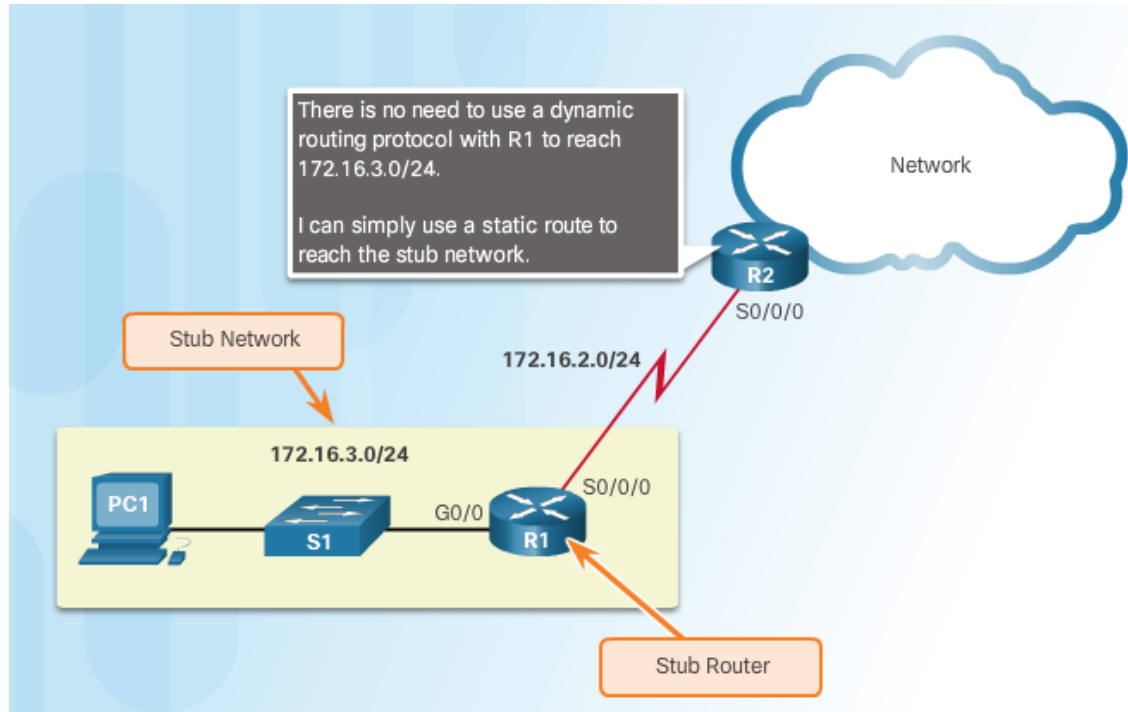 There is no need to use a dynamic
routing protocol with R1 to reach
172.16.3.0/24.
I can simply use a static route to
reach the stub network.
Network
R2
S0/0/0
Stub Network
172.16.2.0/24
172.16.3.0/24
S0/0/0
PC1
G0/0
S1
R1
Stub Router